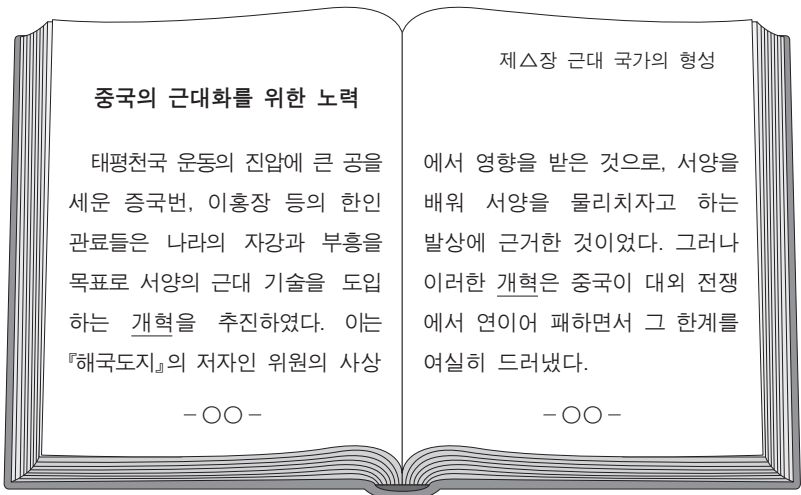 중국의 근대화를 위한 노력
태평천국 운동의 진압에 큰 공을
세운 증국번, 이홍장 등의 한인
관료들은 나라의 자강과 부흥을
목표로 서양의 근대 기술을 도입
하는 개혁을 추진하였다. 이는
『해국도지』의 저자인 위원의 사상
-○○-
제△장 근대 국가의 형성
에서 영향을 받은 것으로, 서양을
배워 서양을 물리치자고 하는
발상에 근거한 것이었다. 그러나
이러한 개혁은 중국이 대외 전쟁
에서 연이어 패하면서 그 한계를
여실히 드러냈다.
-○○-